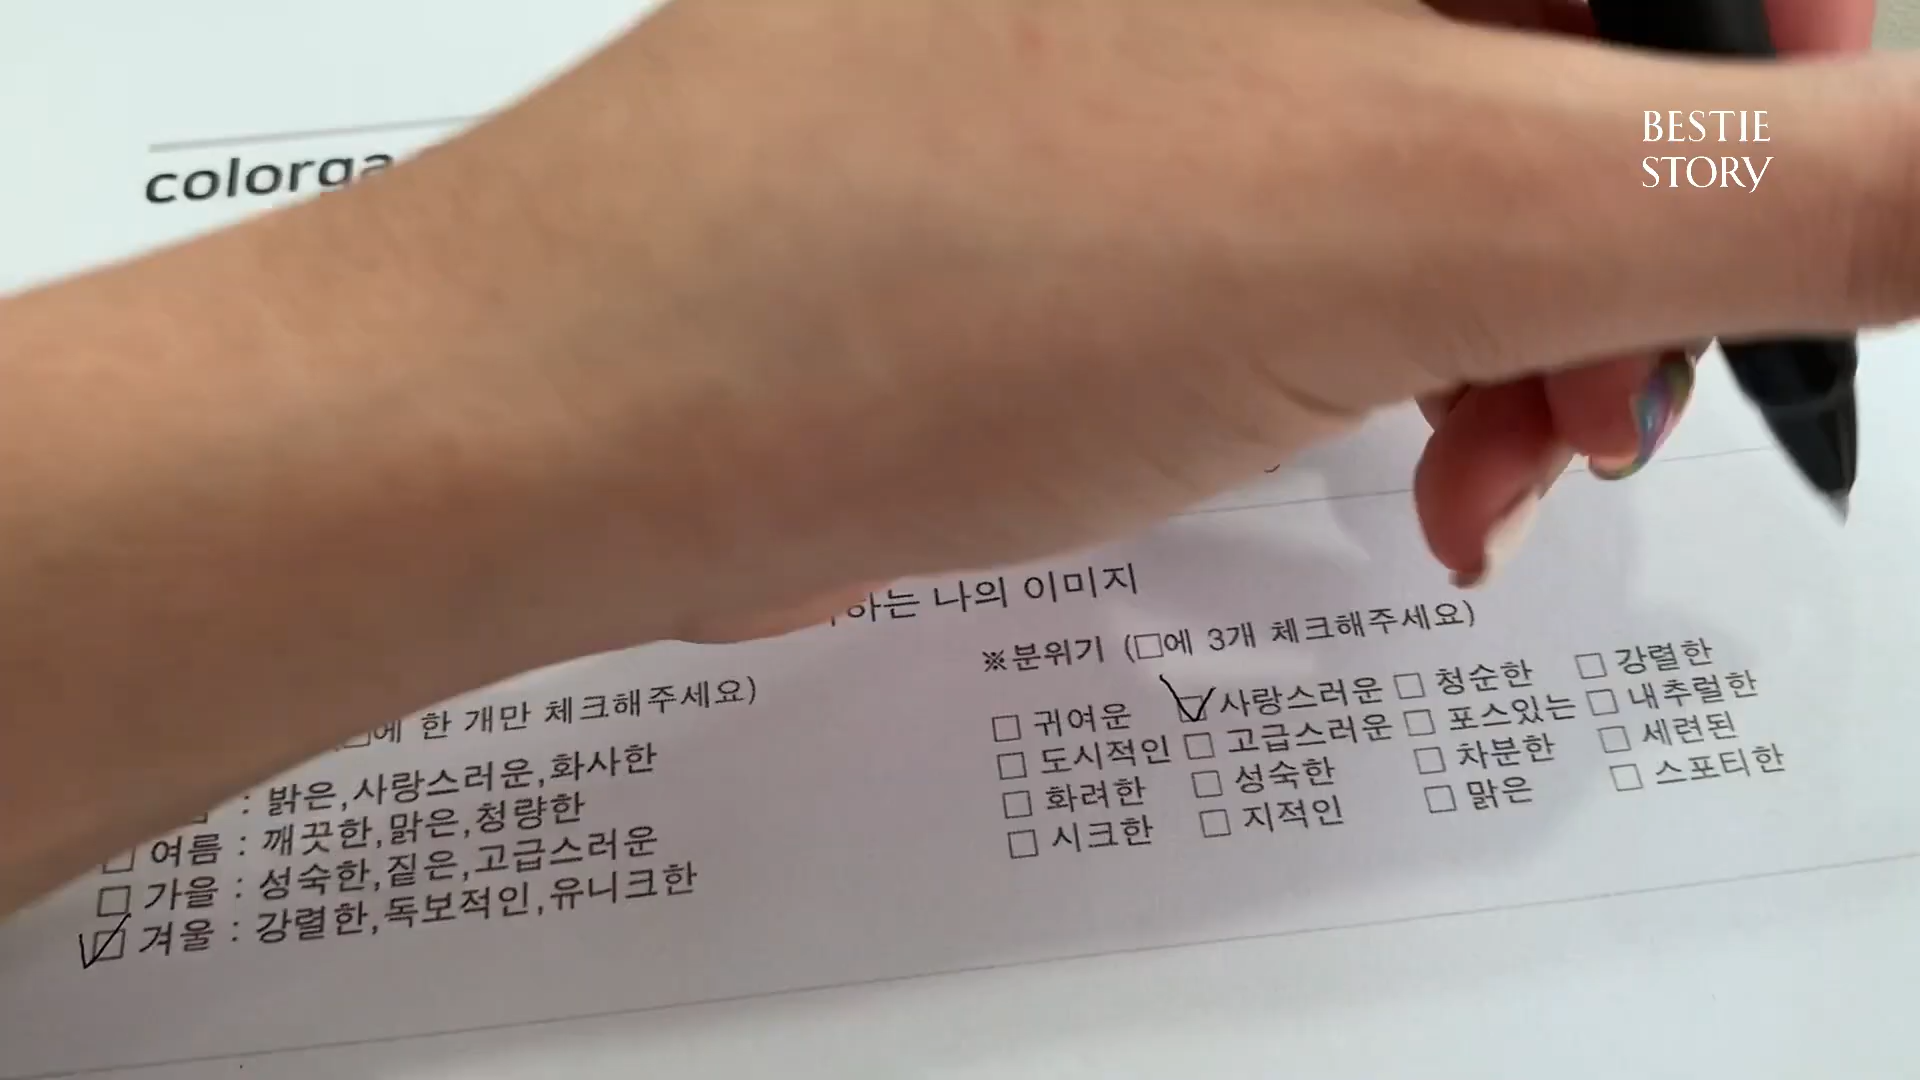 BESTIE
STORY
하는 나의 이미지
에 한 개만 체크해주세요)
: 밝은,사랑스러운,화사한
□ 여름 : 깨끗한,맑은,청량한
□ 가을 : 성숙한,짙은,고급스러운
☑ 겨울 : 강렬한,독보적인,유니크한
※분위기 (□에 3개 체크해주세요)
□ 귀여운 ☑ 사랑스러운 □ 청순한 □ 강렬한
□ 도시적인 □ 고급스러운 □ 포스있는 □ 내추럴한
□ 화려한 □ 성숙한 □ 차분한 □ 세련된
□ 시크한 □ 지적인 □ 맑은 □ 스포티한